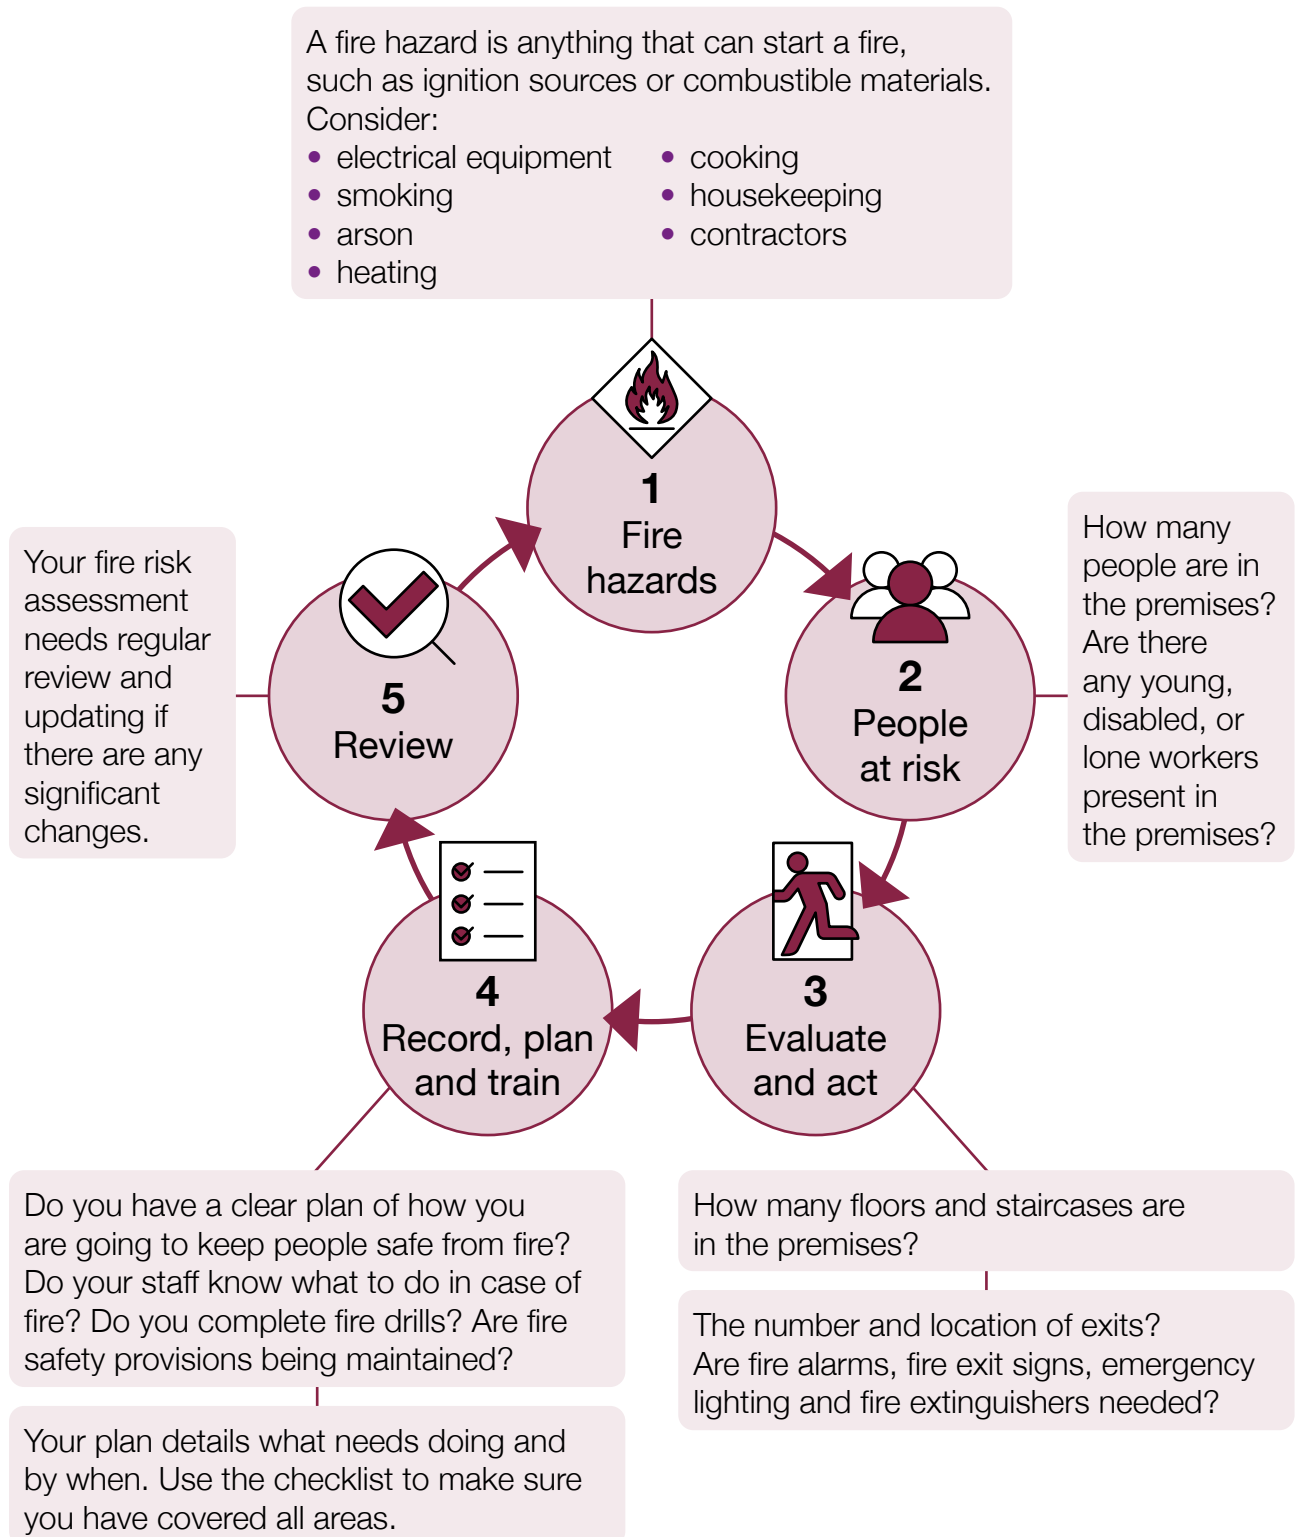 A fire hazard is anything that can start a fire,
such as ignition sources or combustible materials.
Consider:
• electrical equipment
• smoking
• arson
• heating
• cooking
• housekeeping
• contractors
1
Fire
hazards
2
People
at risk
How many
people are in
the premises?
Are there
any young,
disabled, or
lone workers
present in
the premises?
3
Evaluate
and act
How many floors and staircases are
in the premises?
The number and location of exits?
Are fire alarms, fire exit signs, emergency
lighting and fire extinguishers needed?
4
Record, plan
and train
Do you have a clear plan of how you
are going to keep people safe from fire?
Do your staff know what to do in case of
fire? Do you complete fire drills? Are fire
safety provisions being maintained?
Your plan details what needs doing and
by when. Use the checklist to make sure
you have covered all areas.
5
Review
Your fire risk
assessment
needs regular
review and
updating if
there are any
significant
changes.